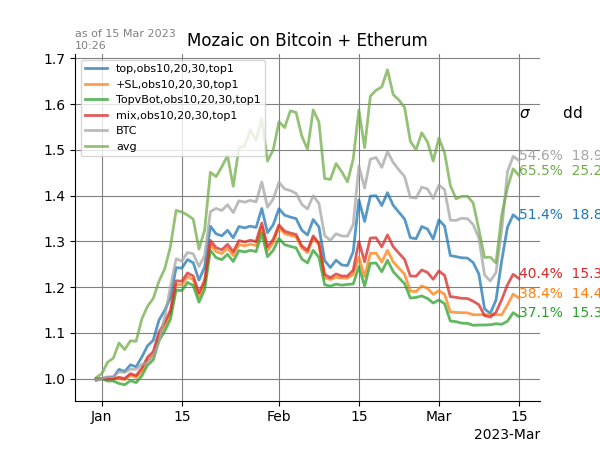 as of 15 Mar 2023
10:26
Mozaic on Bitcoin + Etherum
1.7
1.6
1.5
1.4
1.3
1.2
1.1
1.0
top,obs10,20,30,top1
+SL,obs10,20,30,top1
TopvBot,obs10,20,30,top1
mix,obs10,20,30,top1
BTC
avg
σ dd
54.6% 18.9
65.5% 25.2
51.4% 18.8
40.4% 15.3
38.4% 14.4
37.1% 15.3
Jan 15 Feb 15 Mar 15
2023-Mar